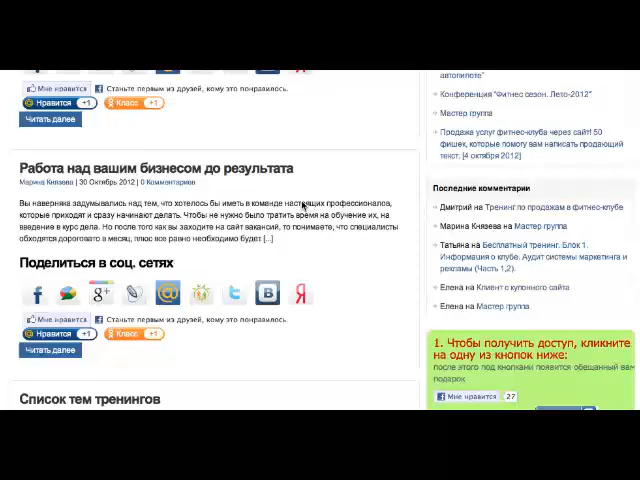 Мне нравится
Станьте первым из друзей, кому это понравилось.
Нравится +1
Класс +1
Читать далее
Работа над вашим бизнесом до результата
Марина Князева | 30 Октябрь 2012 | 0 Комментариев
Вы наверняка задумывались над тем, что хотелось бы иметь в команде настоящих профессионалов,
которые приходят и сразу начинают делать. Чтобы не нужно было тратить время на обучение их, на
введение в курс дела. Но после того как вы заходите на сайт вакансий, то понимаете, что специалисты
обходятся дороговато в месяц, плюс все равно необходимо будет [...]
Поделиться в соц. сетях
Мне нравится
Станьте первым из друзей, кому это понравилось.
Нравится +1
Класс +1
Читать далее
Список тем тренингов
автопилоте"
Конференция "Фитнес сезон. Лето-2012"
Мастер группа
Продажа услуг фитнес-клуба через сайт! 50
фишек, которые помогу вам написать продающий
текст. [4 октября 2012]
Последние комментарии
Дмитрий на Тренинг по продажам в фитнес-клубе
Марина Князева на Мастер группа
Татьяна на Бесплатный тренинг. Блок 1.
Информация о клубе. Аудит системы маркетинга и
рекламы (Часть 1,2).
Елена на Клиент с купонного сайта
Елена на Мастер группа
1. Чтобы получить доступ, кликните
на одну из кнопок ниже:
после этого под кнопками появится обещанный вам
подарок
Мне нравится 27